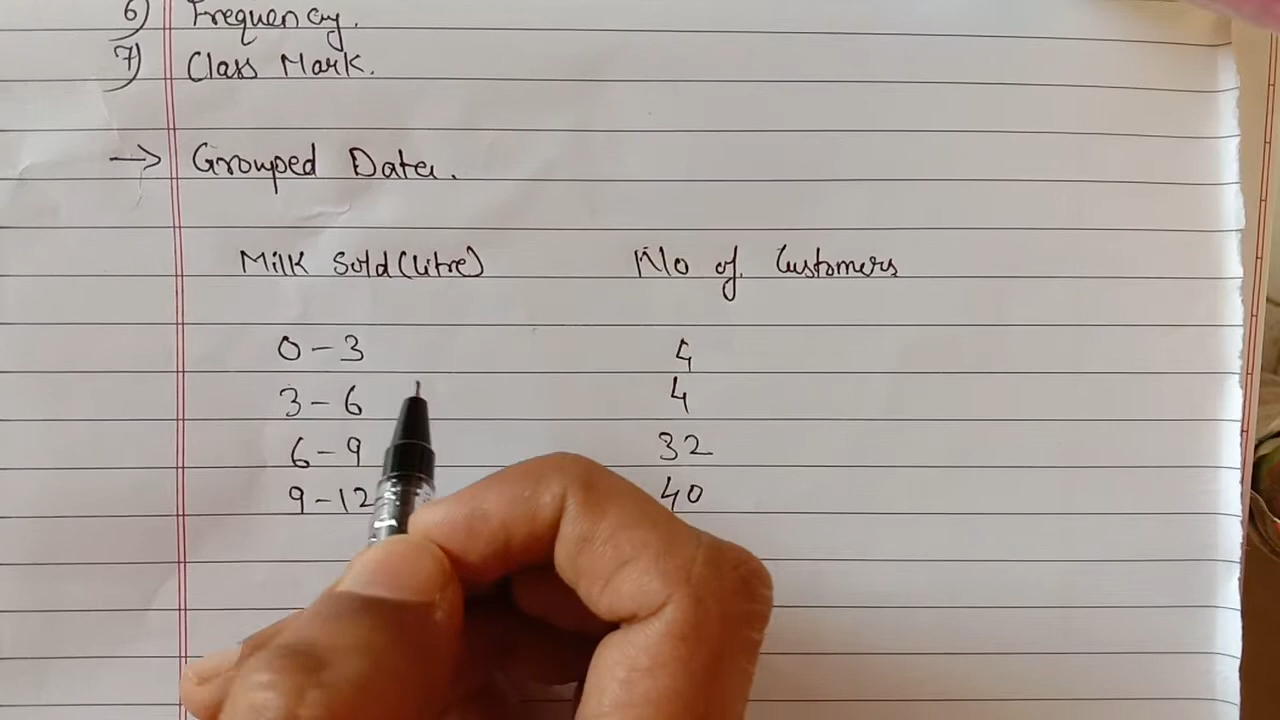 6) Frequency.
7) Class Mark.
→ Grouped Data.
Milk Sold (Litre) No of Customers
0-3 4
3-6 4
6-9 32
9-12 40